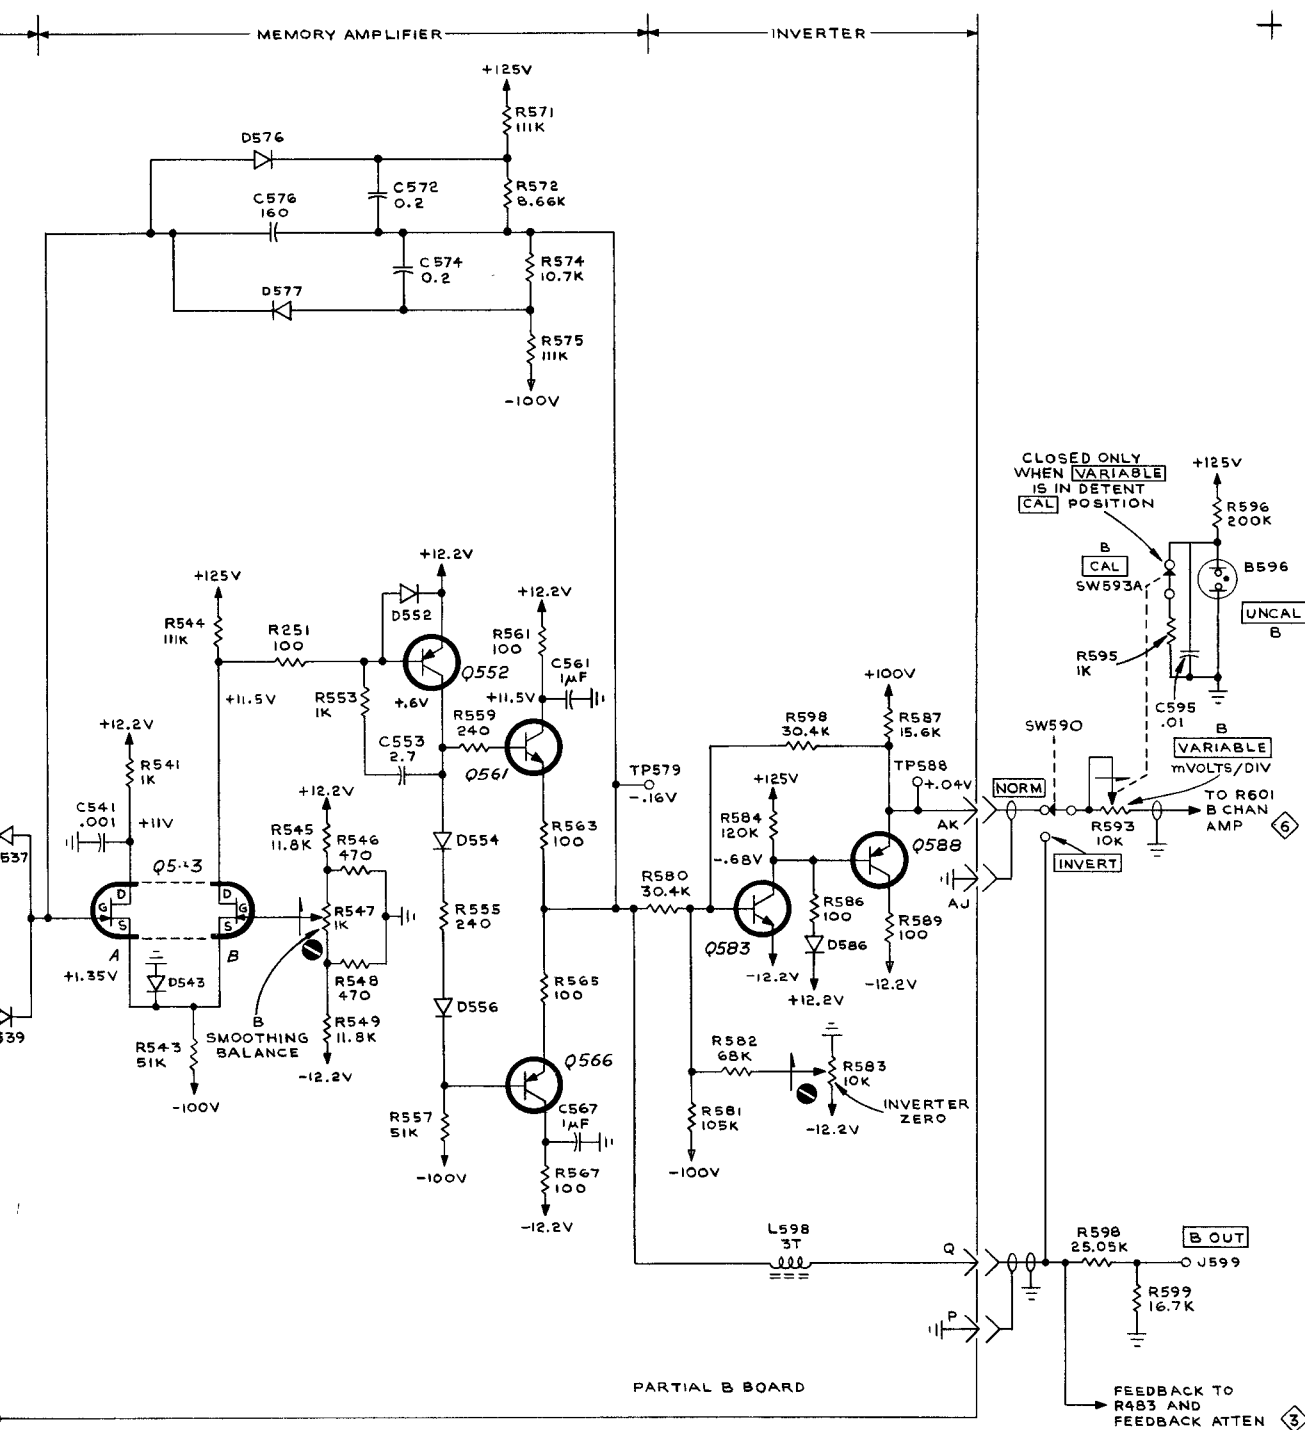 MEMORY AMPLIFIER
INVERTER
+125V
R571
111K
D576
C572
0.2
R572
8.66K
C576
160
C574
0.2
R574
10.7K
D577
R575
111K
-100V
CLOSED ONLY
WHEN VARIABLE
IS IN DETENT
CAL POSITION
+125V
R596
200K
B
CAL
SW593A
B596
UNCAL
B
R595
1K
C595
.01
+12.2V
+125V
D552
+12.2V
R544
111K
R251
100
R561
100
Q552
C561
1µF
+11.5V
R553
1K
+.6V
+11.5V
+100V
R559
240
R598
30.4K
R587
15.6K
SW590
B
VARIABLE
mVOLTS/DIV
+12.2V
R541
1K
C553
2.7
Q561
TP579
-.16V
+125V
TP588
+.04V
NORM
TO R601
B CHAN
AMP
6
C541
.001
+11V
+12.2V
R545
11.8K
R546
470
D554
R563
100
R584
120K
AK
R593
10K
537
-.68V
Q588
INVERT
D
G
S
D
G
S
R547
1K
R555
240
R580
30.4K
R586
100
AJ
A
B
Q583
D586
R589
100
+1.35V
D543
R548
470
R565
100
-12.2V
+12.2V
-12.2V
539
B
SMOOTHING
BALANCE
R549
11.8K
D556
R543
51K
-12.2V
Q566
R582
68K
R583
10K
-100V
R557
51K
C567
1µF
R581
105K
INVERTER
ZERO
-12.2V
-100V
R567
100
-100V
-12.2V
L598
3T
Q
R598
25.05K
B OUT
J599
R599
16.7K
P
PARTIAL B BOARD
FEEDBACK TO
R483 AND
FEEDBACK ATTEN
3